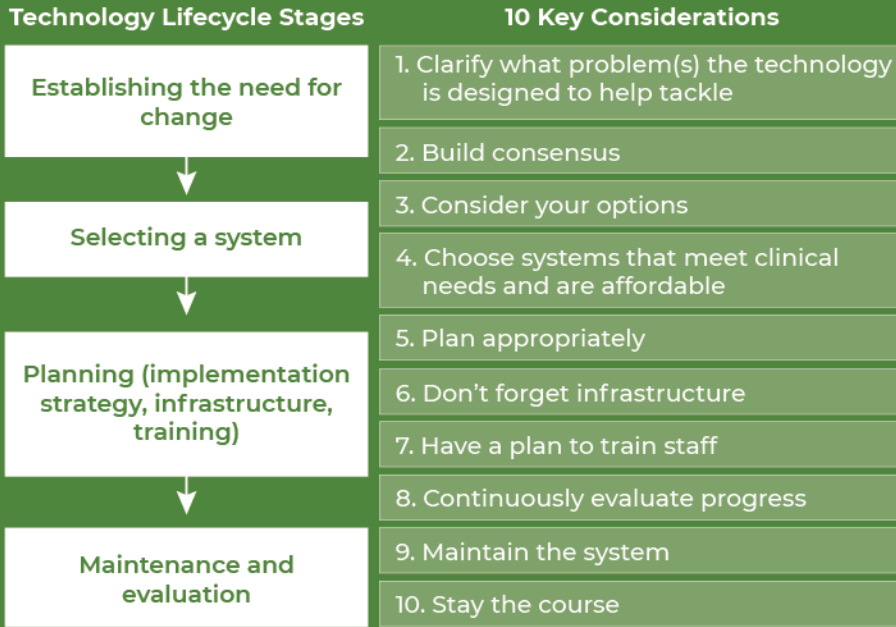 Technology Lifecycle Stages
Establishing the need for
change
Selecting a system
Planning (implementation
strategy, infrastructure,
training)
Maintenance and
evaluation
10 Key Considerations
1. Clarify what problem(s) the technology
is designed to help tackle
2. Build consensus
3. Consider your options
4. Choose systems that meet clinical
needs and are affordable
5. Plan appropriately
6. Don’t forget infrastructure
7. Have a plan to train staff
8. Continuously evaluate progress
9. Maintain the system
10. Stay the course